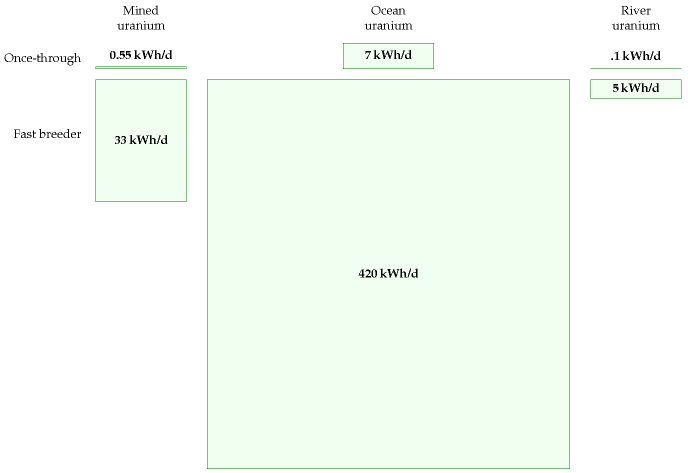 Mined
uranium
Ocean
uranium
River
uranium
Once-through
0.55 kWh/d
7 kWh/d
.1 kWh/d
5 kWh/d
Fast breeder
33 kWh/d
420 kWh/d